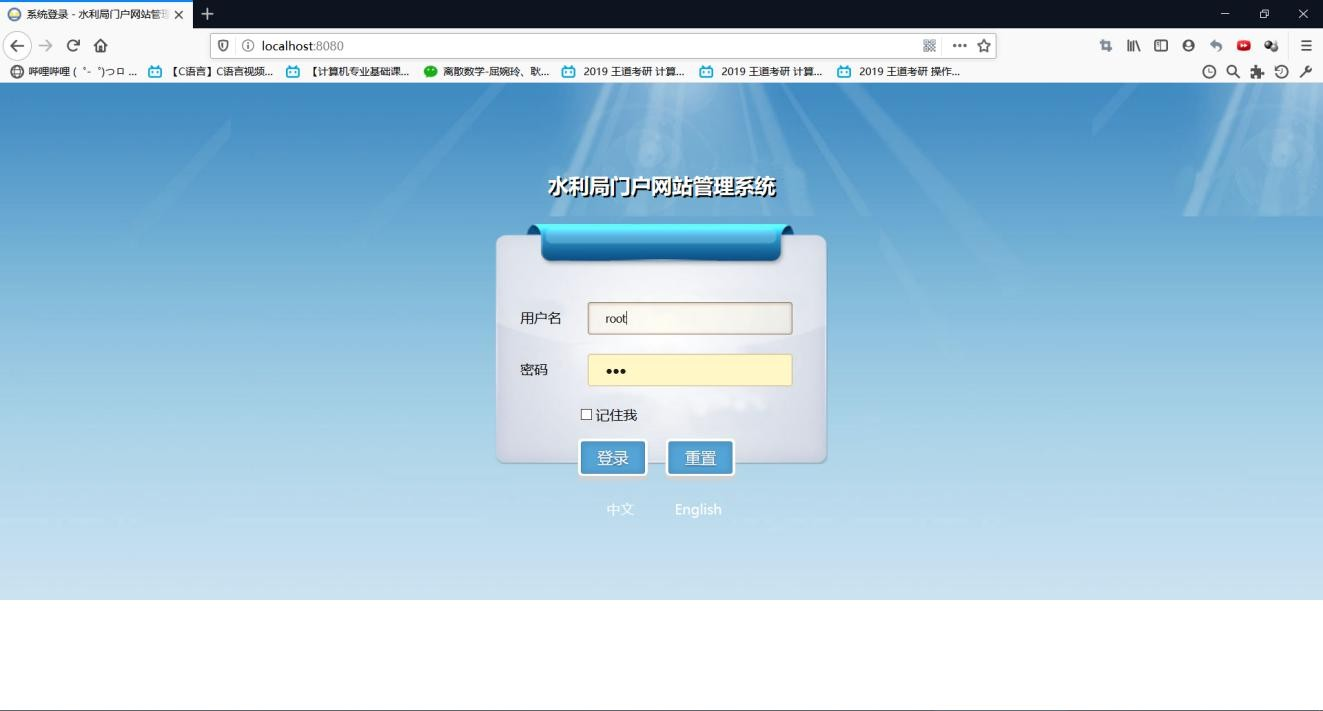 系统登录 - 水利局门户网站管理
localhost:8080
哔哩哔哩 ( ゜- ゜)つロ ...
【C语言】C语言视频...
【计算机专业基础课...
离散数学-屈婉玲、耿...
2019 王道考研 计算...
2019 王道考研 计算...
2019 王道考研 操作...
水利局门户网站管理系统
用户名 root
密码 •••
记住我
登录 重置
中文 English